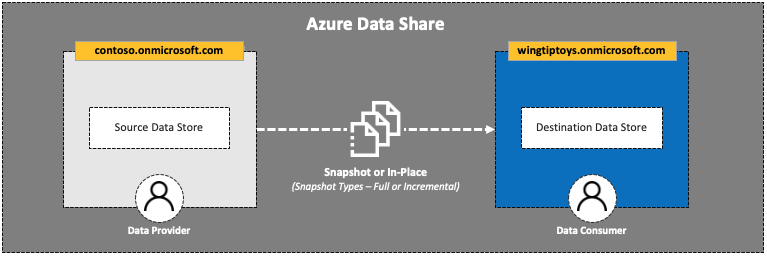 Azure Data Share
contoso.onmicrosoft.com
wingtiptoys.onmicrosoft.com
Source Data Store
Destination Data Store
Snapshot or In-Place
(Snapshot Types – Full or Incremental)
Data Provider
Data Consumer